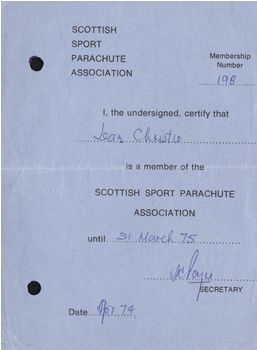 SCOTTISH
SPORT
PARACHUTE
ASSOCIATION
Membership
Number
198
I, the undersigned, certify that
Christie
is a member of the
SCOTTISH SPORT PARACHUTE
ASSOCIATION
until 31 March 75
SECRETARY
Date Apr 74